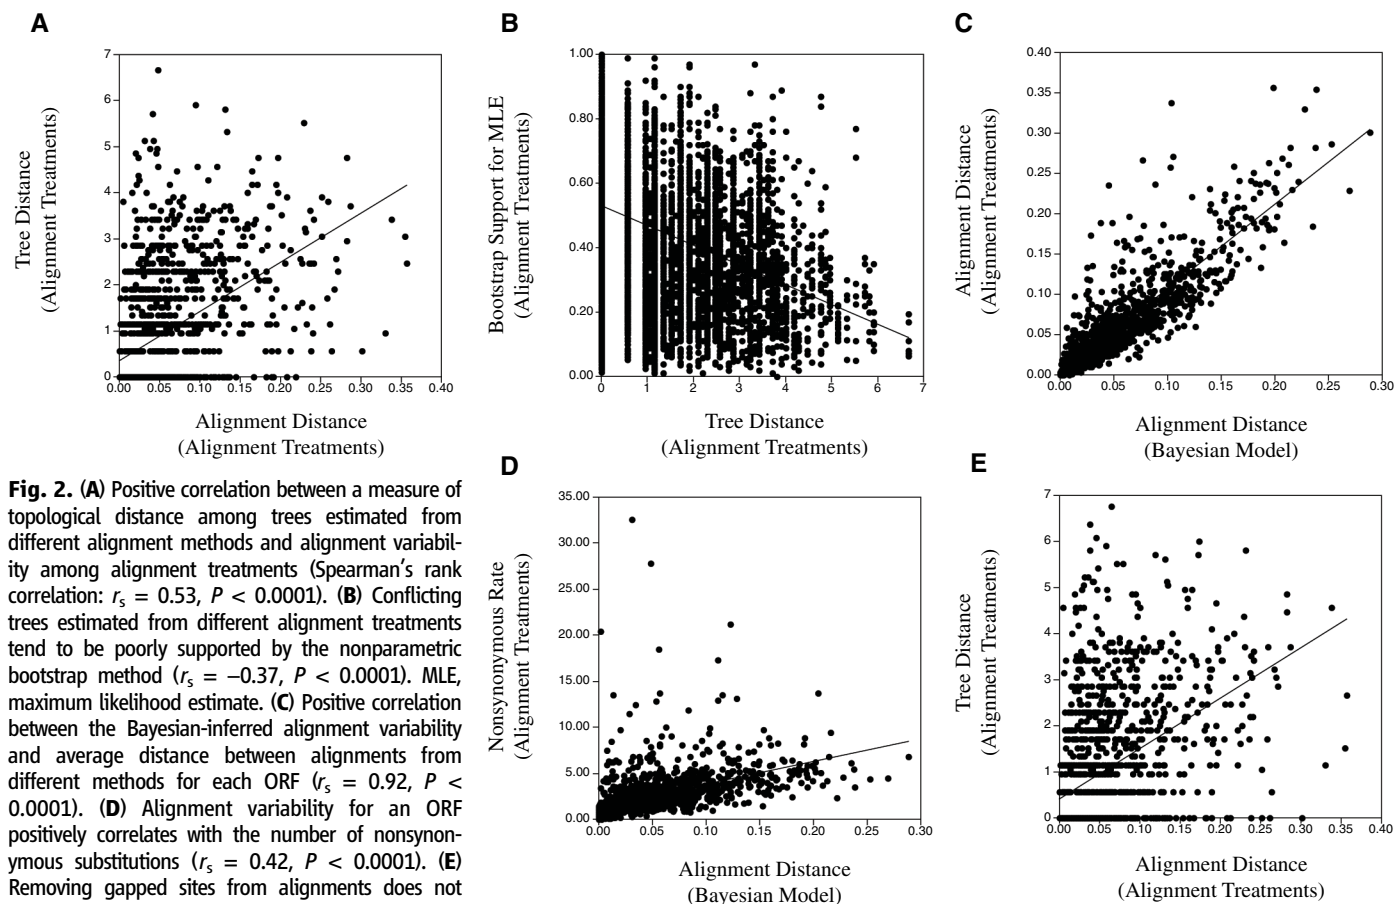 A
7
6
5
4
3
2
1
0
0.00 0.05 0.10 0.15 0.20 0.25 0.30 0.35 0.40
Tree Distance
(Alignment Treatments)
Alignment Distance
(Alignment Treatments)
B
1.00
0.80
0.60
0.40
0.20
0.00
0 1 2 3 4 5 6 7
Bootstrap Support for MLE
(Alignment Treatments)
Tree Distance
(Alignment Treatments)
C
0.40
0.35
0.30
0.25
0.20
0.15
0.10
0.05
0.00
0.00 0.05 0.10 0.15 0.20 0.25 0.30
Alignment Distance
(Alignment Treatments)
Alignment Distance
(Bayesian Model)
Fig. 2. (A) Positive correlation between a measure of
topological distance among trees estimated from
different alignment methods and alignment variabil-
ity among alignment treatments (Spearman's rank
correlation: rs = 0.53, P < 0.0001). (B) Conflicting
trees estimated from different alignment treatments
tend to be poorly supported by the nonparametric
bootstrap method (rs = −0.37, P < 0.0001). MLE,
maximum likelihood estimate. (C) Positive correlation
between the Bayesian-inferred alignment variability
and average distance between alignments from
different methods for each ORF (rs = 0.92, P <
0.0001). (D) Alignment variability for an ORF
positively correlates with the number of nonsynon-
ymous substitutions (rs = 0.42, P < 0.0001). (E)
Removing gapped sites from alignments does not
D
35.00
30.00
25.00
20.00
15.00
10.00
5.00
0.00
0.00 0.05 0.10 0.15 0.20 0.25 0.30
Nonsynonymous Rate
(Alignment Treatments)
Alignment Distance
(Bayesian Model)
E
7
6
5
4
3
2
1
0
0.00 0.05 0.10 0.15 0.20 0.25 0.30 0.35 0.40
Tree Distance
(Alignment Treatments)
Alignment Distance
(Alignment Treatments)